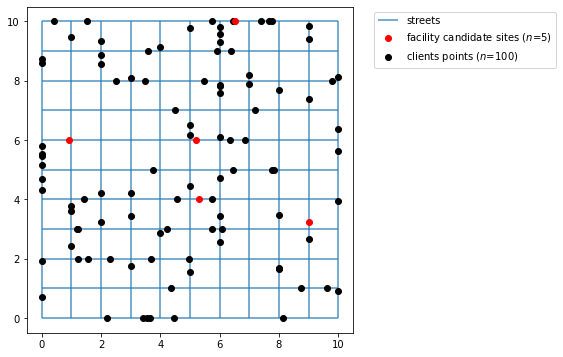 10
8
6
4
2
0
0 2 4 6 8 10
streets
facility candidate sites (n=5)
clients points (n=100)